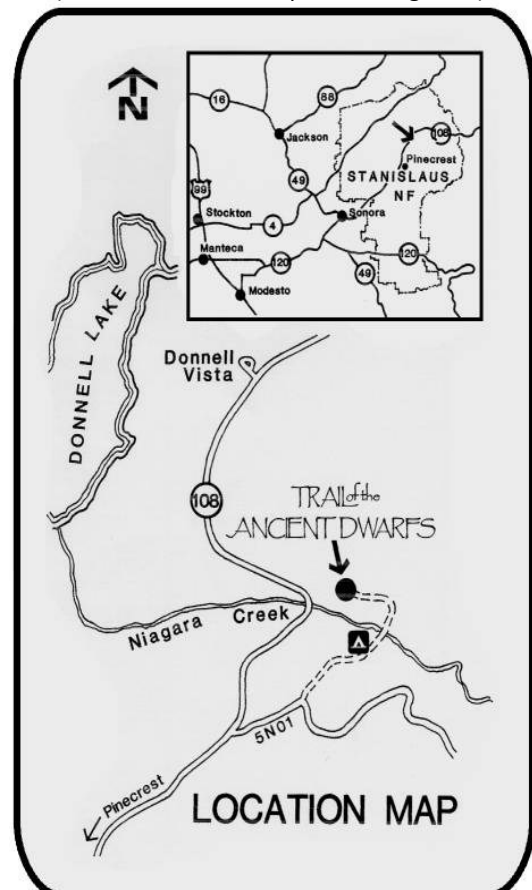 N
16
88
Jackson
108
Pinecrest
STANISLAUS
NF
49
99
Stockton
4
Sonora
Manteca
120
120
Modesto
49
DONNELL LAKE
Donnell
Vista
108
TRAIL of the
ANCIENT DWARFS
Niagara Creek
5N01
Pinecrest
LOCATION MAP